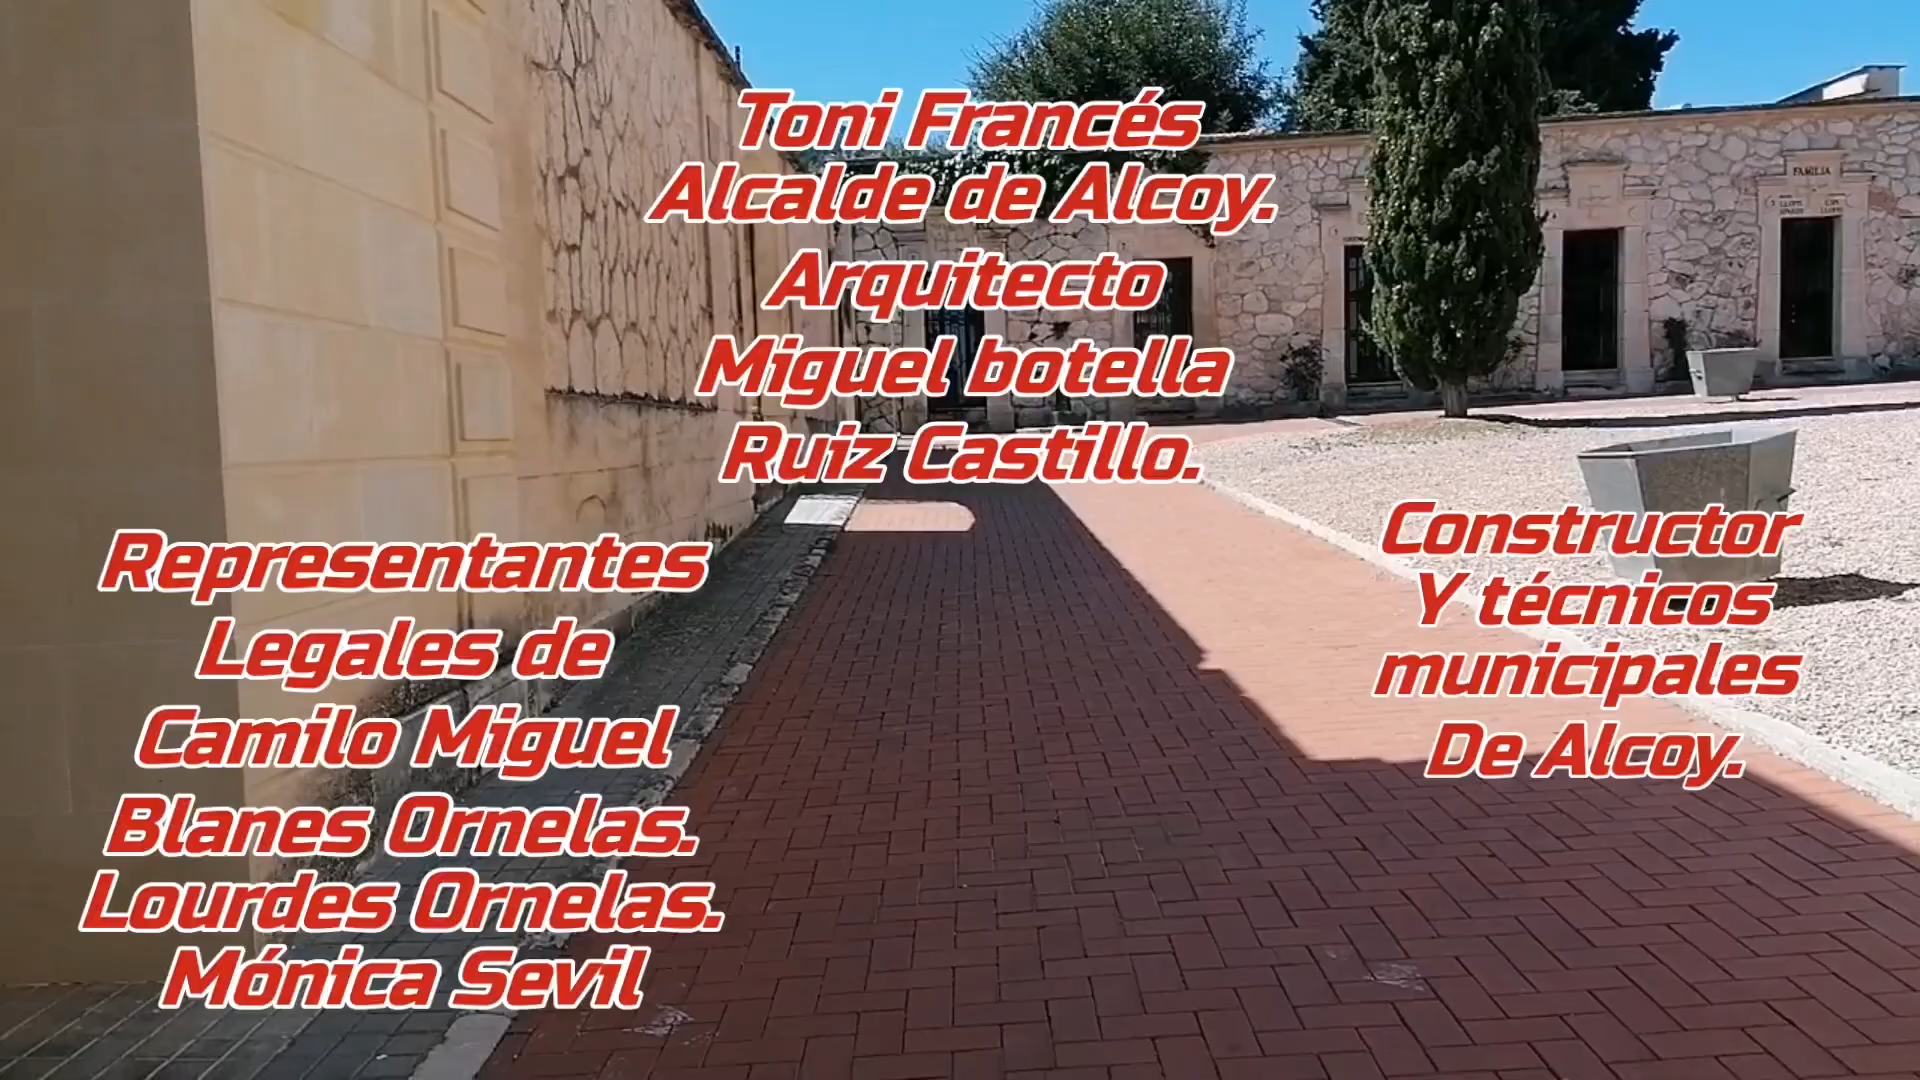 Toni Francés
Alcalde de Alcoy.
Arquitecto
Miguel botella
Ruiz Castillo.
Representantes
Legales de
Camilo Miguel
Blanes Ornelas.
Lourdes Ornelas.
Mónica Sevil
Constructor
Y técnicos
municipales
De Alcoy.
FAMILIA